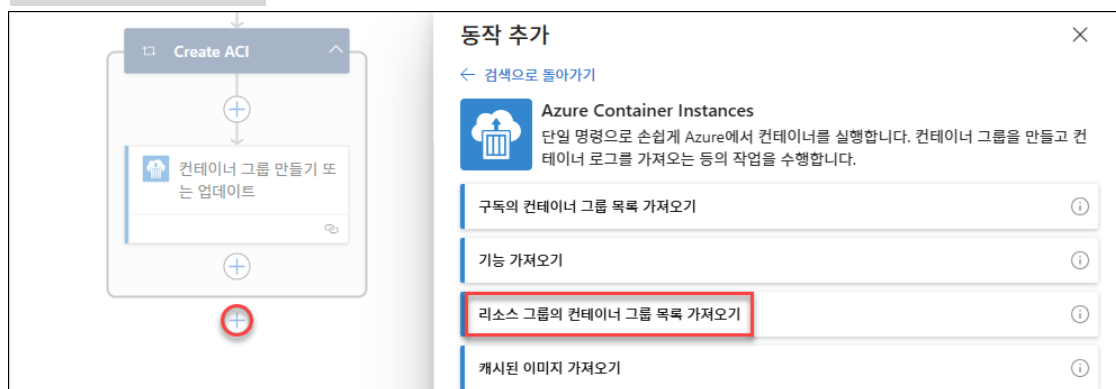 Create ACI
컨테이너 그룹 만들기 또
는 업데이트
동작 추가
← 검색으로 돌아가기
Azure Container Instances
단일 명령으로 손쉽게 Azure에서 컨테이너를 실행합니다. 컨테이너 그룹을 만들고 컨
테이너 로그를 가져오는 등의 작업을 수행합니다.
구독의 컨테이너 그룹 목록 가져오기
기능 가져오기
리소스 그룹의 컨테이너 그룹 목록 가져오기
캐시된 이미지 가져오기